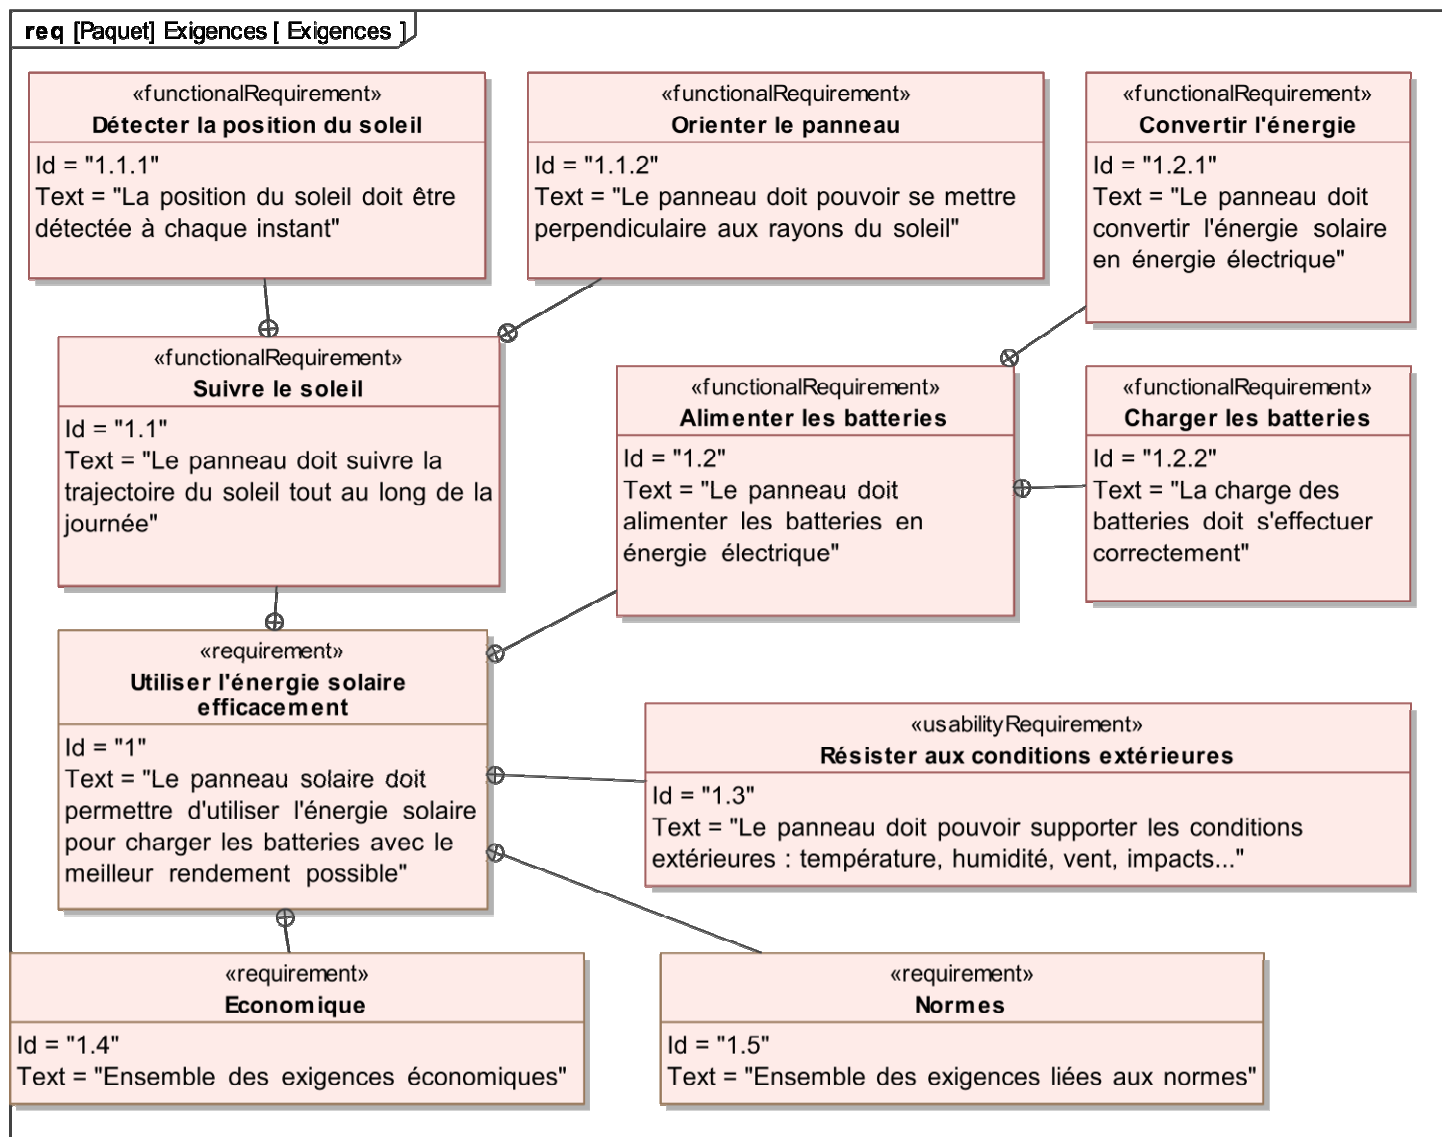 req [Paquet] Exigences [ Exigences ]
«functionalRequirement»
Détecter la position du soleil
Id = "1.1.1"
Text = "La position du soleil doit être
détectée à chaque instant"
«functionalRequirement»
Orienter le panneau
Id = "1.1.2"
Text = "Le panneau doit pouvoir se mettre
perpendiculaire aux rayons du soleil"
«functionalRequirement»
Convertir l'énergie
Id = "1.2.1"
Text = "Le panneau doit
convertir l'énergie solaire
en énergie électrique"
«functionalRequirement»
Suivre le soleil
Id = "1.1"
Text = "Le panneau doit suivre la
trajectoire du soleil tout au long de la
journée"
«functionalRequirement»
Alimenter les batteries
Id = "1.2"
Text = "Le panneau doit
alimenter les batteries en
énergie électrique"
«functionalRequirement»
Charger les batteries
Id = "1.2.2"
Text = "La charge des
batteries doit s'effectuer
correctement"
«requirement»
Utiliser l'énergie solaire
efficacement
Id = "1"
Text = "Le panneau solaire doit
permettre d'utiliser l'énergie solaire
pour charger les batteries avec le
meilleur rendement possible"
«usabilityRequirement»
Résister aux conditions extérieures
Id = "1.3"
Text = "Le panneau doit pouvoir supporter les conditions
extérieures : température, humidité, vent, impacts..."
«requirement»
Economique
Id = "1.4"
Text = "Ensemble des exigences économiques"
«requirement»
Normes
Id = "1.5"
Text = "Ensemble des exigences liées aux normes"